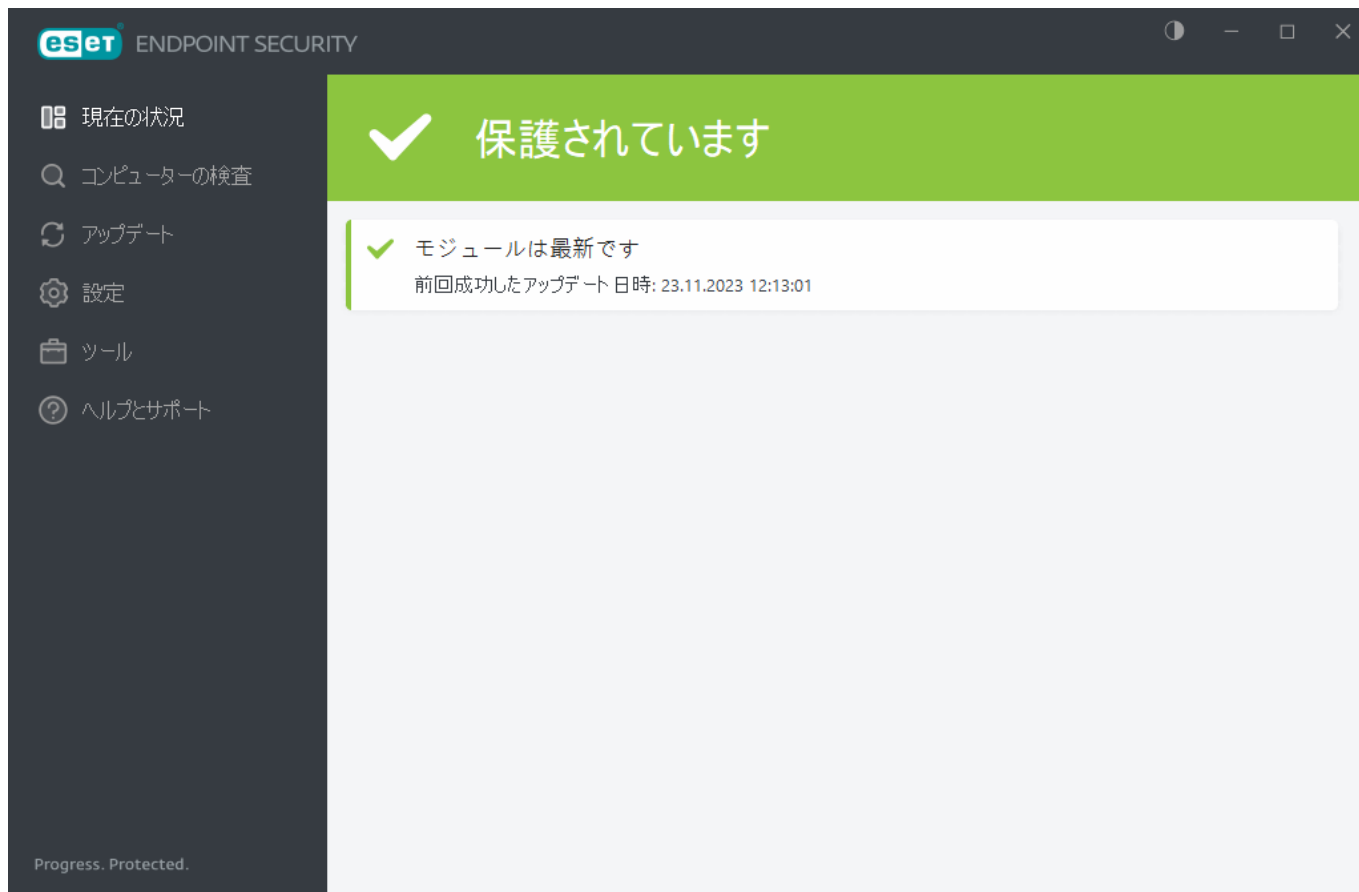 eset ENDPOINT SECURITY
現在の状況
コンピューターの検査
アップデート
設定
ツール
ヘルプとサポート
Progress. Protected.
保護されています
モジュールは最新です
前回成功したアップデート日時: 23.11.2023 12:13:01